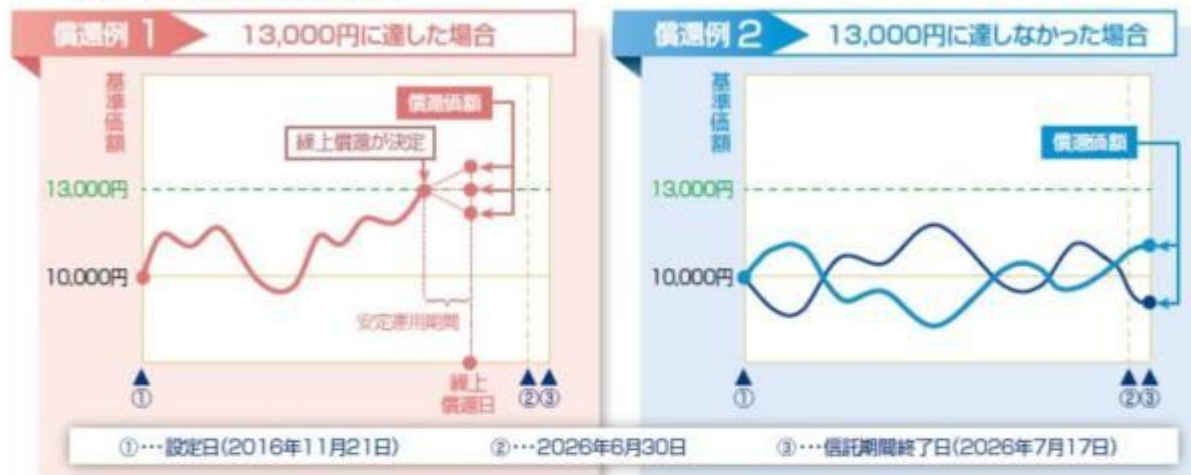 償還例 1 13,000円に達した場合
基準価額
償還価額
繰上償還が決定
13,000円
10,000円
安定運用期間
繰上
償還日
①
②③
償還例 2 13,000円に達しなかった場合
基準価額
償還価額
13,000円
10,000円
①
②③
①…設定日(2016年11月21日) ②…2026年6月30日 ③…信託期間終了日(2026年7月17日)